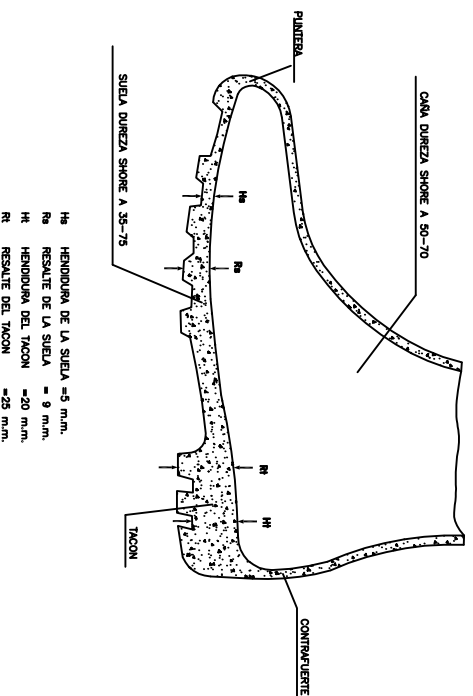 PUNTERA
CAÑA DUREZA SHORE A 50-70
Hs
Rs
Rt
Ht
SUELA DUREZA SHORE A 35-75
TACON
CONTRAFUERTE
Hs HENDIDURA DE LA SUELA =5 m.m.
Rs RESALTE DE LA SUELA = 9 m.m.
Ht HENDIDURA DEL TACON =20 m.m.
Rt RESALTE DEL TACON =25 m.m.